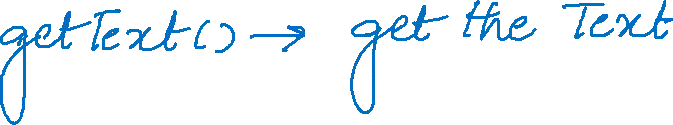 getText() → get the Text